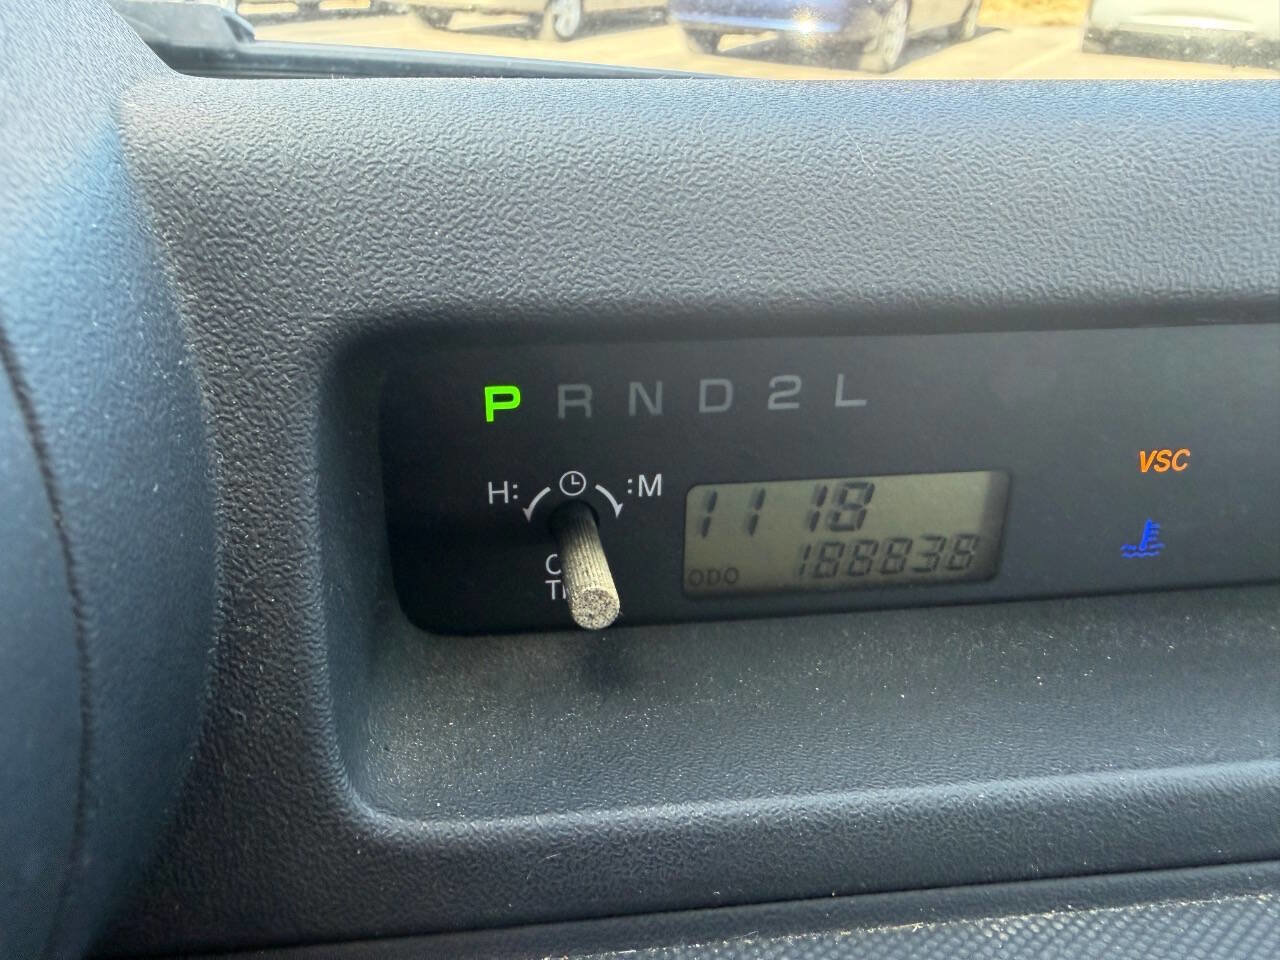 P R N D 2 L
H: :M
11 18
ODO 188838
VSC